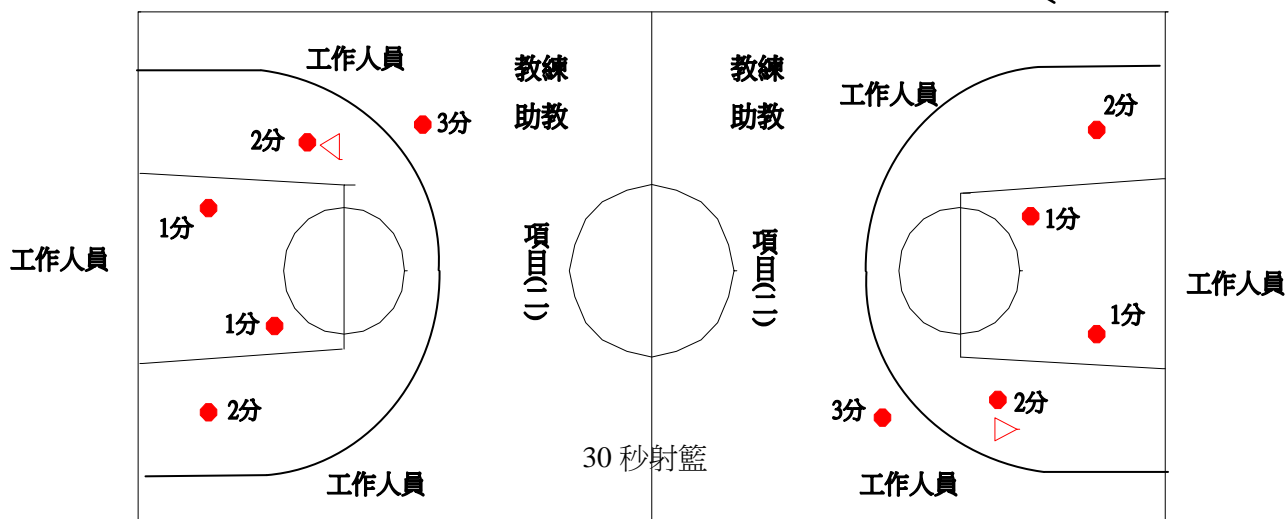 工作人員
教練
助教
教練
助教
工作人員
2分
3分
2分
1分
1分
工作人員
項目(二)
項目(二)
工作人員
1分
1分
2分
3分
2分
30 秒射籃
工作人員
工作人員